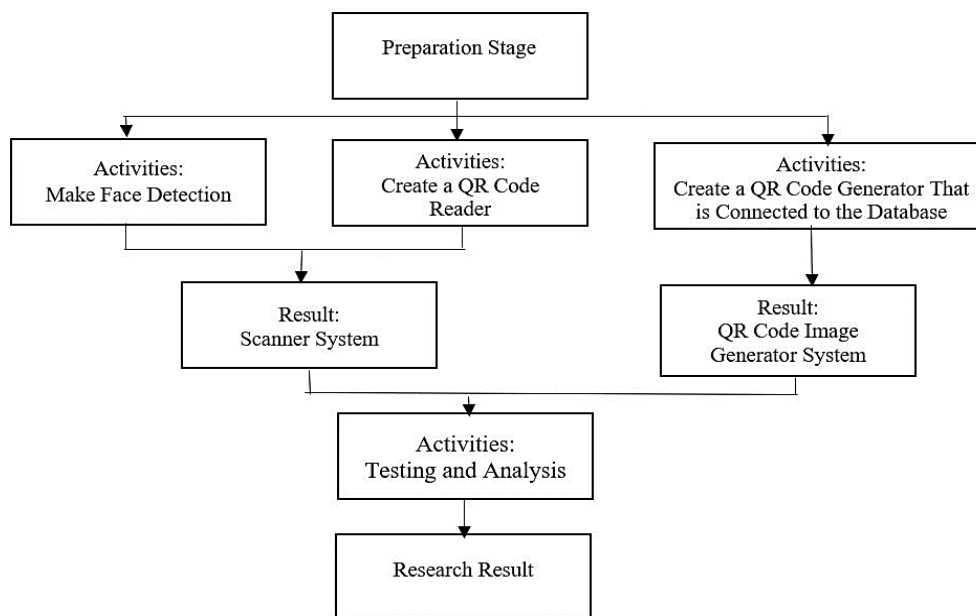 Preparation Stage
Activities:
Make Face Detection
Activities:
Create a QR Code
Reader
Activities:
Create a QR Code Generator That
is Connected to the Database
Result:
Scanner System
Result:
QR Code Image
Generator System
Activities:
Testing and Analysis
Research Result